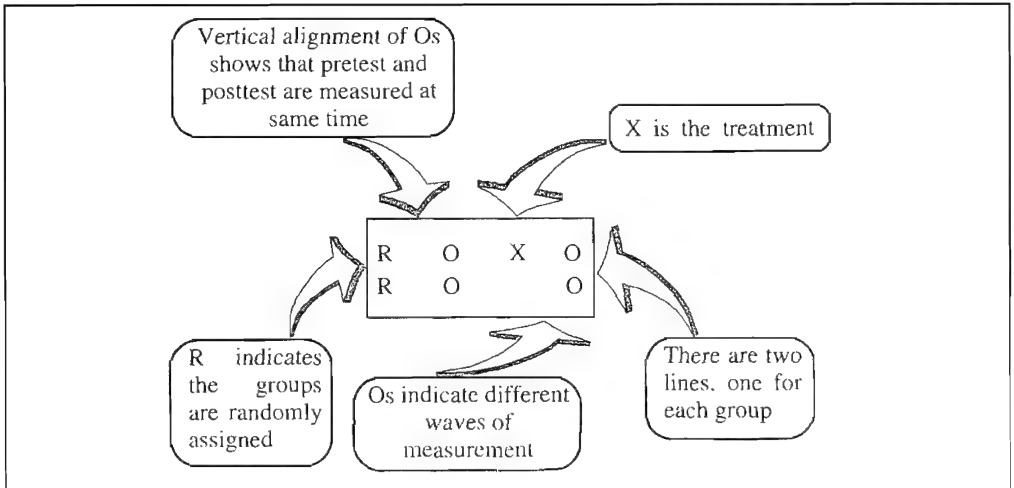 Vertical alignment of Os
shows that pretest and
posttest are measured at
same time
X is the treatment
R O X O
R O O
R indicates
the groups
are randomly
assigned
Os indicate different
waves of
measurement
There are two
lines, one for
each group